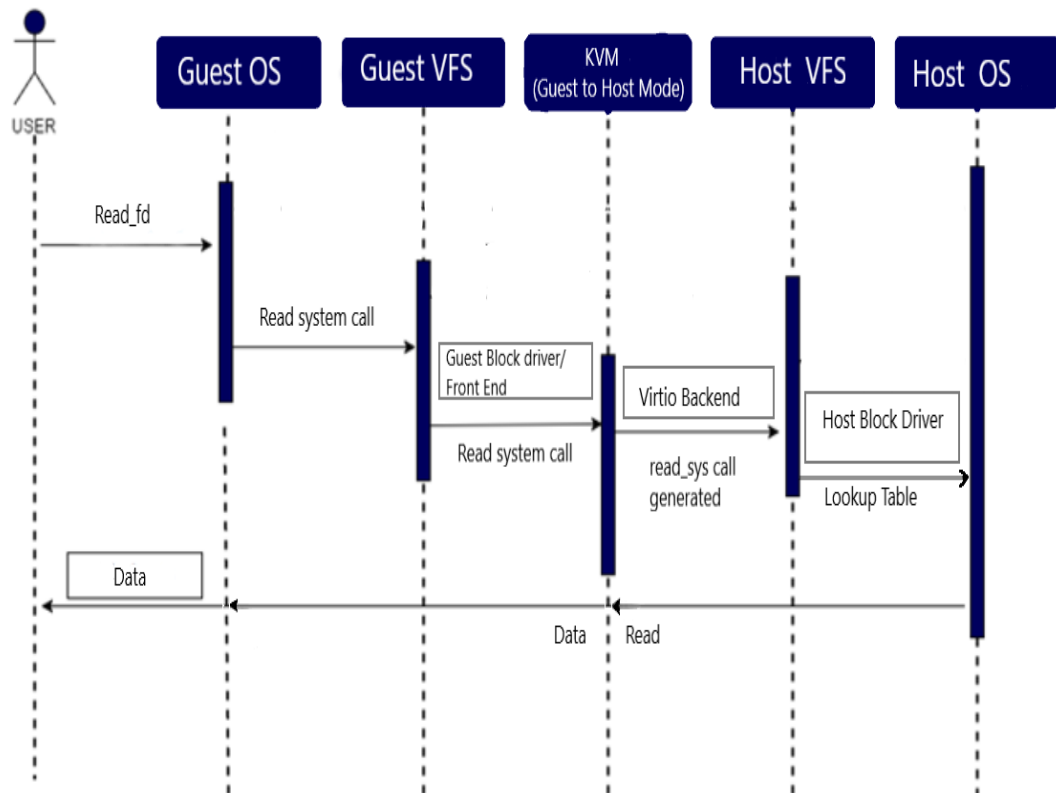 USER
Guest OS
Guest VFS
KVM
(Guest to Host Mode)
Host VFS
Host OS
Read_fd
Read system call
Guest Block driver/
Front End
Read system call
Virtio Backend
read_sys call
generated
Host Block Driver
Lookup Table
Data
Data
Read